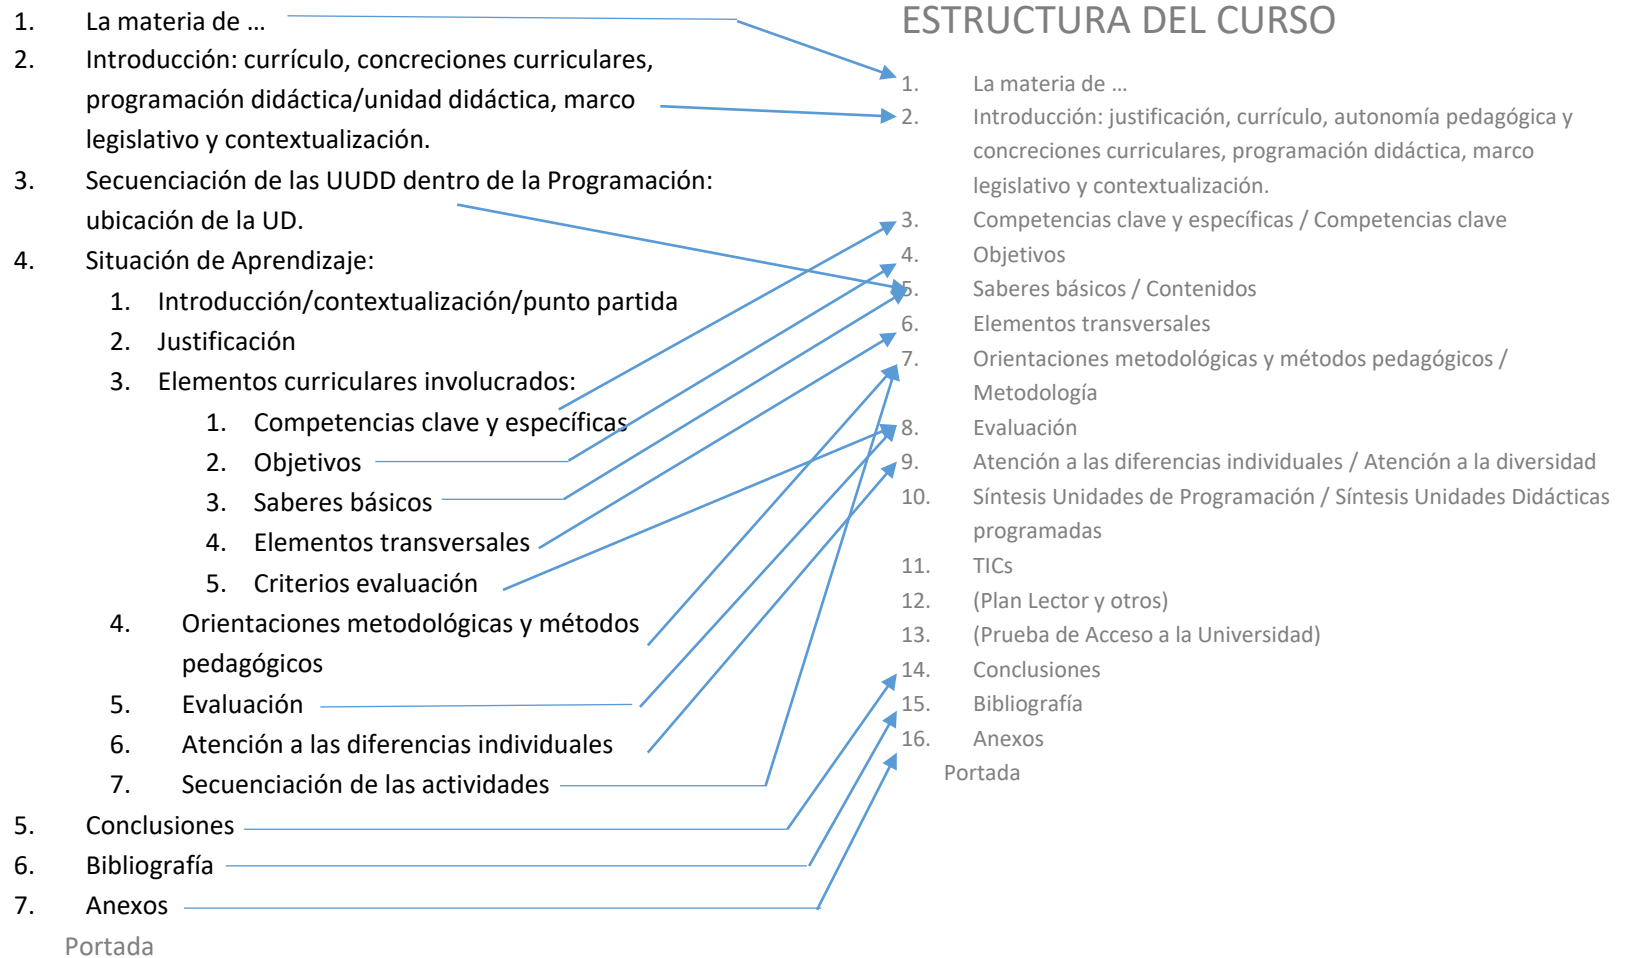 1. La materia de ...
2. Introducción: currículo, concreciones curriculares,
programación didáctica/unidad didáctica, marco
legislativo y contextualización.
3. Secuenciación de las UUDD dentro de la Programación:
ubicación de la UD.
4. Situación de Aprendizaje:
1. Introducción/contextualización/punto partida
2. Justificación
3. Elementos curriculares involucrados:
1. Competencias clave y específicas
2. Objetivos
3. Saberes básicos
4. Elementos transversales
5. Criterios evaluación
4. Orientaciones metodológicas y métodos
pedagógicos
5. Evaluación
6. Atención a las diferencias individuales
7. Secuenciación de las actividades
5. Conclusiones
6. Bibliografía
7. Anexos
Portada
ESTRUCTURA DEL CURSO
1. La materia de ...
2. Introducción: justificación, currículo, autonomía pedagógica y
concreciones curriculares, programación didáctica, marco
legislativo y contextualización.
3. Competencias clave y específicas / Competencias clave
4. Objetivos
5. Saberes básicos / Contenidos
6. Elementos transversales
7. Orientaciones metodológicas y métodos pedagógicos /
Metodología
8. Evaluación
9. Atención a las diferencias individuales / Atención a la diversidad
10. Síntesis Unidades de Programación / Síntesis Unidades Didácticas
programadas
11. TICs
12. (Plan Lector y otros)
13. (Prueba de Acceso a la Universidad)
14. Conclusiones
15. Bibliografía
16. Anexos
Portada